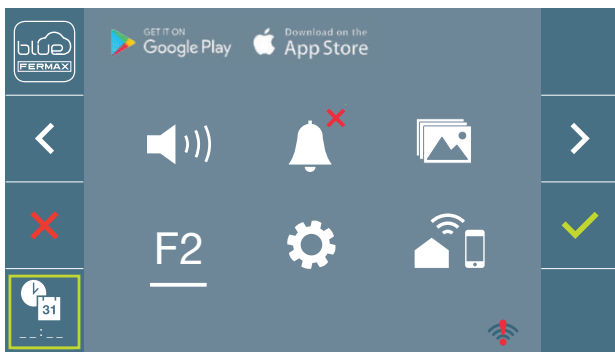 blue
FERMAX
GET IT ON
Google Play
Download on the
App Store
F2
31
--:--